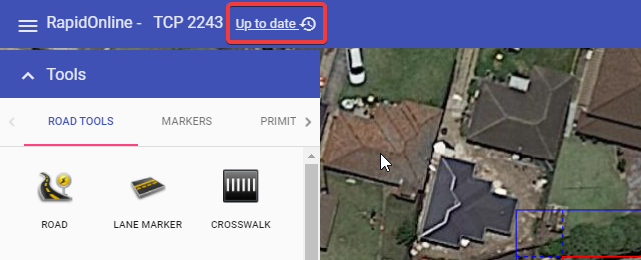 RapidOnline - TCP 2243 Up to date
Tools
ROAD TOOLS MARKERS PRIMIT
ROAD LANE MARKER CROSSWALK